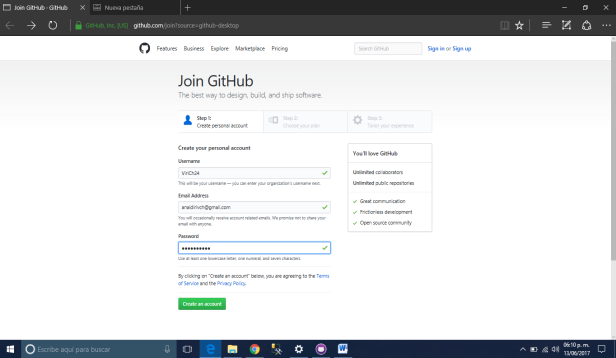 Join GitHub · GitHub
Nueva pestaña
GitHub, Inc. [US] github.com/join?source=github-desktop
Features Business Explore Marketplace Pricing
Search GitHub
Sign in or Sign up
Join GitHub
The best way to design, build, and ship software.
Step 1:
Create personal account
Step 2:
Choose your plan
Step 3:
Tailor your experience
Create your personal account
Username
VinCh24
This will be your username — you can enter your organization's username next.
Email Address
You will occasionally receive account related emails. We promise not to share your
email with anyone.
Password
Use at least one lowercase letter, one numeral, and seven characters.
By clicking on "Create an account" below, you are agreeing to the Terms
of Service and the Privacy Policy.
Create an account
You'll love GitHub
Unlimited collaborators
Unlimited public repositories
Great communication
Frictionless development
Open source community
Escribe aquí para buscar
06:10 p. m.
13/06/2017